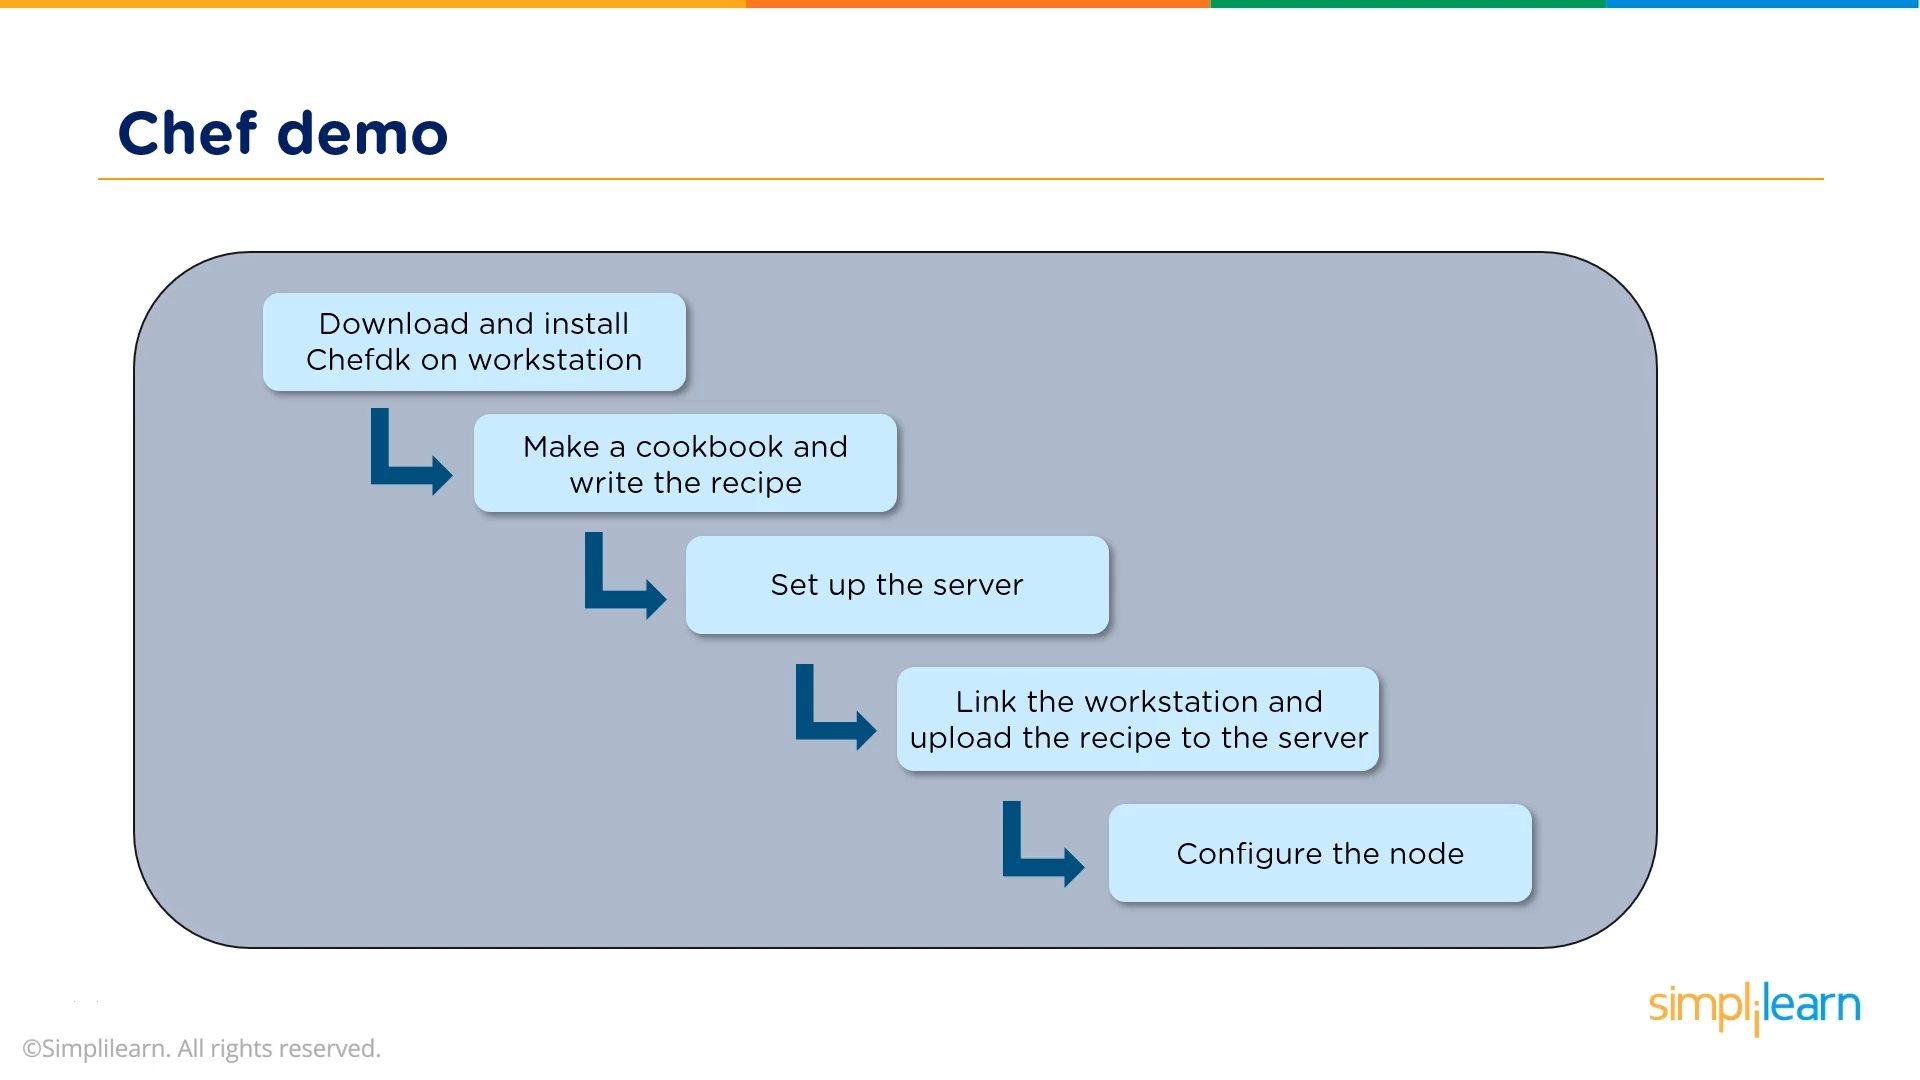 Chef demo
Download and install
Chefdk on workstation
Make a cookbook and
write the recipe
Set up the server
Link the workstation and
upload the recipe to the server
Configure the node
simplilearn
©Simplilearn. All rights reserved.